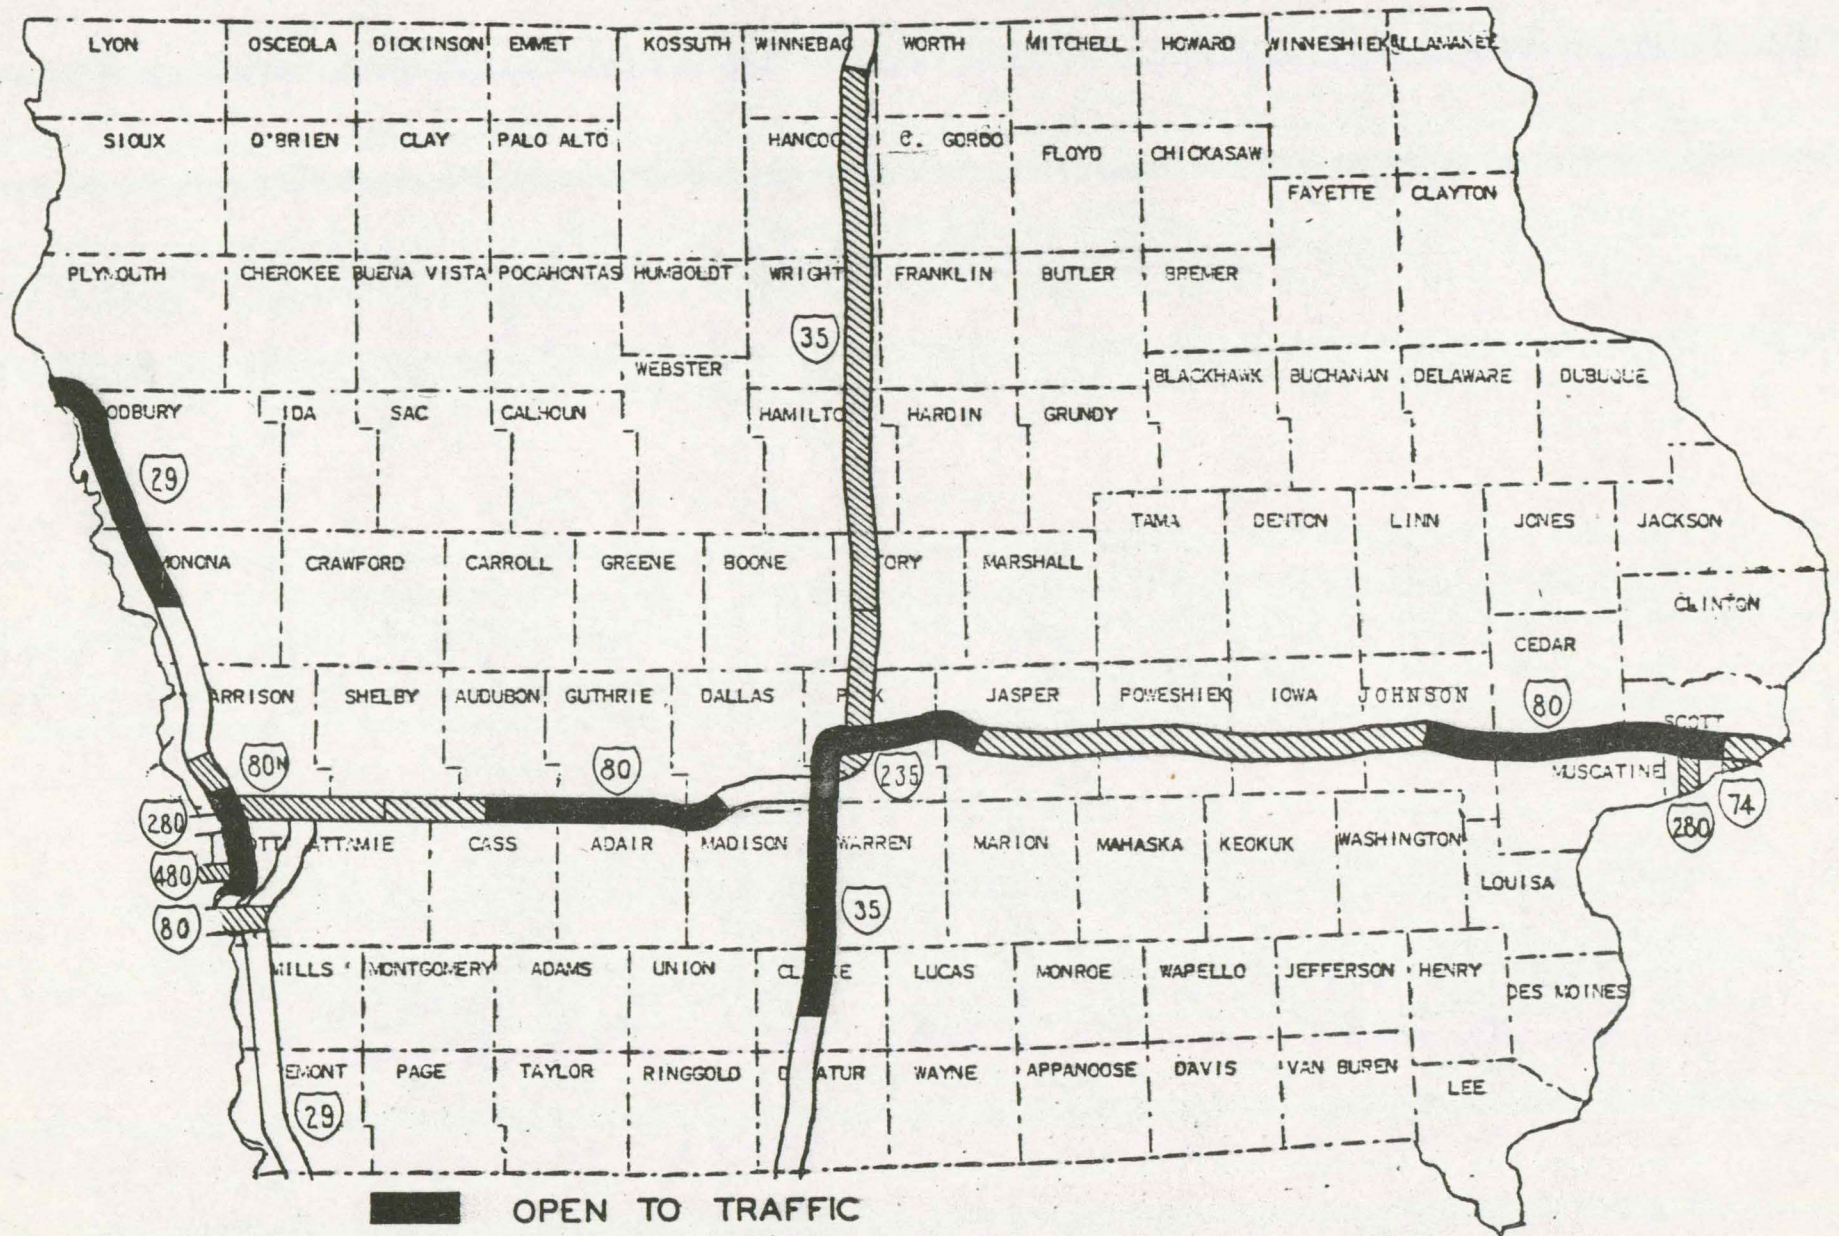 LYON OSCEOLA DICKINSON EMMET KOSSUTH WINNEBAG WORTH MITCHELL HOWARD WINNESHIEK ALLAMAKEE
SIOUX O'BRIEN CLAY PALO ALTO HANCOC C. GORDO FLOYD CHICKASAW
FAYETTE CLAYTON
PLYMOUTH CHEROKEE BUENA VISTA POCAHONTAS HUMBOLDT WRIGHT FRANKLIN BUTLER BREMER
35
WEBSTER BLACKHAWK BUCHANAN DELAWARE DUBUQUE
ODBURY IDA SAC CALHOUN HAMILTO HARDIN GRUNDY
29
TAMA BENTON LINN JONES JACKSON
MONONA CRAWFORD CARROLL GREENE BOONE TORY MARSHALL
CLINTON
CEDAR
ARRISON SHELBY AUDUBON GUTHRIE DALLAS P K JASPER POWESHIEK IOWA JOHNSON 80
SCOTT
80N 80 235 MUSCATINE
280 280 74
OTT ATTAMIE CASS ADAIR MADISON WARREN MARION MAHASKA KEOKUK WASHINGTON
480 LOUISA
80 35
MILLS MONTGOMERY ADAMS UNION CLA KE LUCAS MONROE WAPELLO JEFFERSON HENRY
DES MOINES
EMONT PAGE TAYLOR RINGGOLD D ATUR WAYNE APPANOOSE DAVIS VAN BUREN LEE
29
OPEN TO TRAFFIC